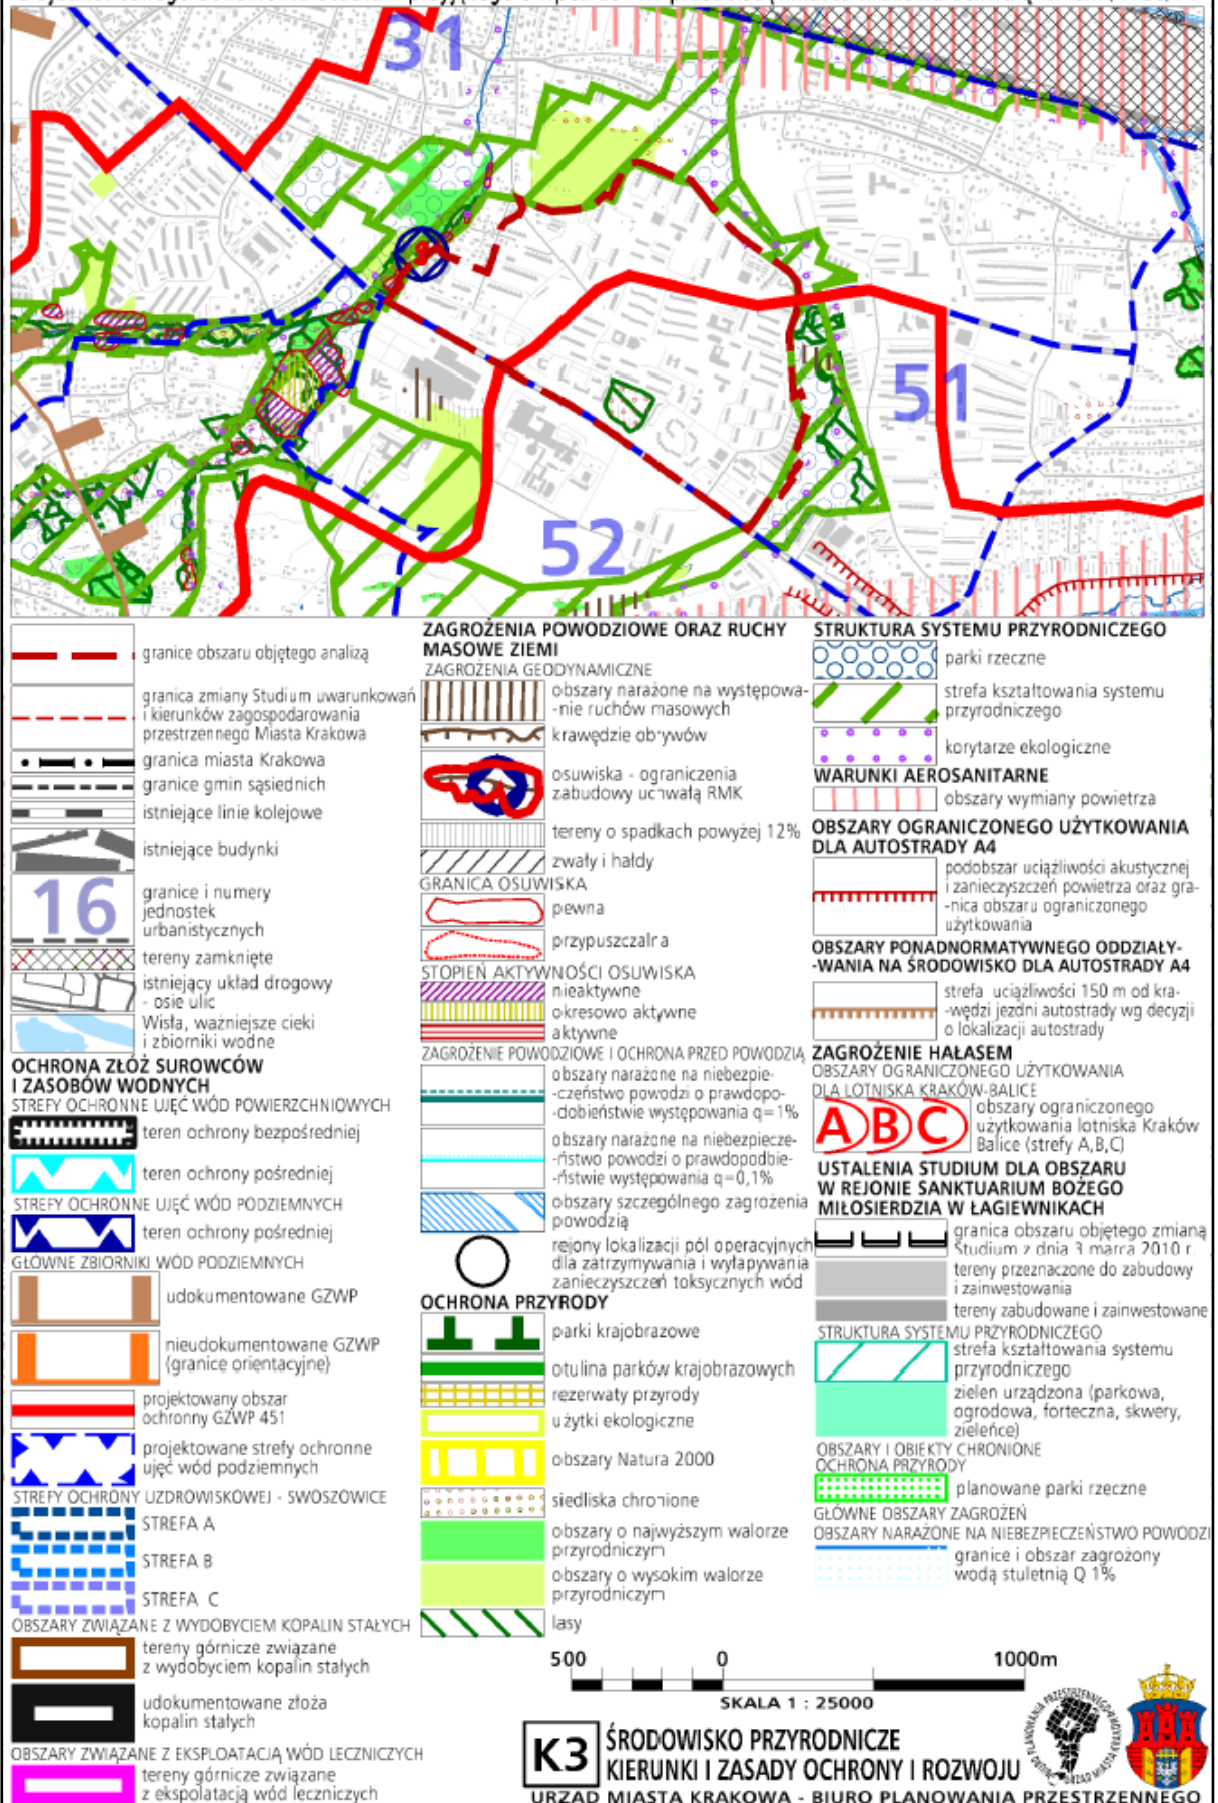 31
51
52
granice obszaru objętego analizą
granica zmiany Studium uwarunkowań
i kierunków zagospodarowania
przestrzennego Miasta Krakowa
granica miasta Krakowa
granice gmin sąsiednich
istniejące linie kolejowe
istniejące budynki
16
granice i numery
jednostek
urbanistycznych
tereny zamknięte
istniejący układ drogowy
- osie ulic
Wisła, ważniejsze cieki
i zbiorniki wodne
OCHRONA ZŁÓŻ SUROWCÓW
I ZASOBÓW WODNYCH
STREFY OCHRONNE UJĘĆ WÓD POWIERZCHNIOWYCH
teren ochrony bezpośredniej
teren ochrony pośredniej
STREFY OCHRONNE UJĘĆ WÓD PODZIEMNYCH
teren ochrony pośredniej
GŁÓWNE ZBIORNIKI WÓD PODZIEMNYCH
udokumentowane GZWP
nieudokumentowane GZWP
(granice orientacyjne)
projektowany obszar
ochronny GZWP 451
projektowane strefy ochronne
ujęć wód podziemnych
STREFY OCHRONY UZDROWISKOWEJ - SWOSZOWICE
STREFA A
STREFA B
STREFA C
OBSZARY ZWIĄZANE Z WYDOBYCIEM KOPALIN STAŁYCH
tereny górnicze związane
z wydobyciem kopalin stałych
udokumentowane złoża
kopalin stałych
OBSZARY ZWIĄZANE Z EKSPLOATACJĄ WÓD LECZNICZYCH
tereny górnicze związane
z ekspolatacją wód leczniczych
ZAGROŻENIA POWODZIOWE ORAZ RUCHY
MASOWE ZIEMI
ZAGROŻENIA GEODYNAMICZNE
obszary narażone na występowa-
-nie ruchów masowych
krawędzie obrywów
osuwiska - ograniczenia
zabudowy uchwałą RMK
tereny o spadkach powyżej 12%
zwały i hałdy
GRANICA OSUWISKA
pewna
przypuszczalna
STOPIEŃ AKTYWNOŚCI OSUWISKA
nieaktywne
okresowo aktywne
aktywne
ZAGROŻENIE POWODZIOWE I OCHRONA PRZED POWODZIĄ
obszary narażone na niebezpie-
-czeństwo powodzi o prawdopo-
-dobieństwie występowania q=1%
obszary narażone na niebezpiecze-
-ństwo powodzi o prawdopodbie-
-ństwie występowania q=0,1%
obszary szczególnego zagrożenia
powodzią
rejony lokalizacji pól operacyjnych
dla zatrzymywania i wyłapywania
zanieczyszczeń toksycznych wód
OCHRONA PRZYRODY
parki krajobrazowe
otulina parków krajobrazowych
rezerwaty przyrody
użytki ekologiczne
obszary Natura 2000
siedliska chronione
obszary o najwyższym walorze
przyrodniczym
obszary o wysokim walorze
przyrodniczym
lasy
STRUKTURA SYSTEMU PRZYRODNICZEGO
parki rzeczne
strefa kształtowania systemu
przyrodniczego
korytarze ekologiczne
WARUNKI AEROSANITARNE
obszary wymiany powietrza
OBSZARY OGRANICZONEGO UŻYTKOWANIA
DLA AUTOSTRADY A4
podobszar uciążliwości akustycznej
i zanieczyszczeń powietrza oraz gra-
-nica obszaru ograniczonego
użytkowania
OBSZARY PONADNORMATYWNEGO ODDZIAŁY-
-WANIA NA ŚRODOWISKO DLA AUTOSTRADY A4
strefa uciążliwości 150 m od kra-
-wędzi jezdni autostrady wg decyzji
o lokalizacji autostrady
ZAGROŻENIE HAŁASEM
OBSZARY OGRANICZONEGO UŻYTKOWANIA
DLA LOTNISKA KRAKÓW-BALICE
A B C
obszary ograniczonego
użytkowania lotniska Kraków
Balice (strefy A,B,C)
USTALENIA STUDIUM DLA OBSZARU
W REJONIE SANKTUARIUM BOŻEGO
MIŁOSIERDZIA W ŁAGIEWNIKACH
granica obszaru objętego zmianą
Studium z dnia 3 marca 2010 r.
tereny przeznaczone do zabudowy
i zainwestowania
tereny zabudowane i zainwestowane
STRUKTURA SYSTEMU PRZYRODNICZEGO
strefa kształtowania systemu
przyrodniczego
zieleń urządzona (parkowa,
ogrodowa, forteczna, skwery,
zieleńce)
OBSZARY I OBIEKTY CHRONIONE
OCHRONA PRZYRODY
planowane parki rzeczne
GŁÓWNE OBSZARY ZAGROŻEŃ
OBSZARY NARAŻONE NA NIEBEZPIECZEŃSTWO POWODZI
granice i obszar zagrożony
wodą stuletnią Q 1%
500 0 1000m
SKALA 1 : 25000
K3
ŚRODOWISKO PRZYRODNICZE
KIERUNKI I ZASADY OCHRONY I ROZWOJU
URZĄD MIASTA KRAKOWA - BIURO PLANOWANIA PRZESTRZENNEGO